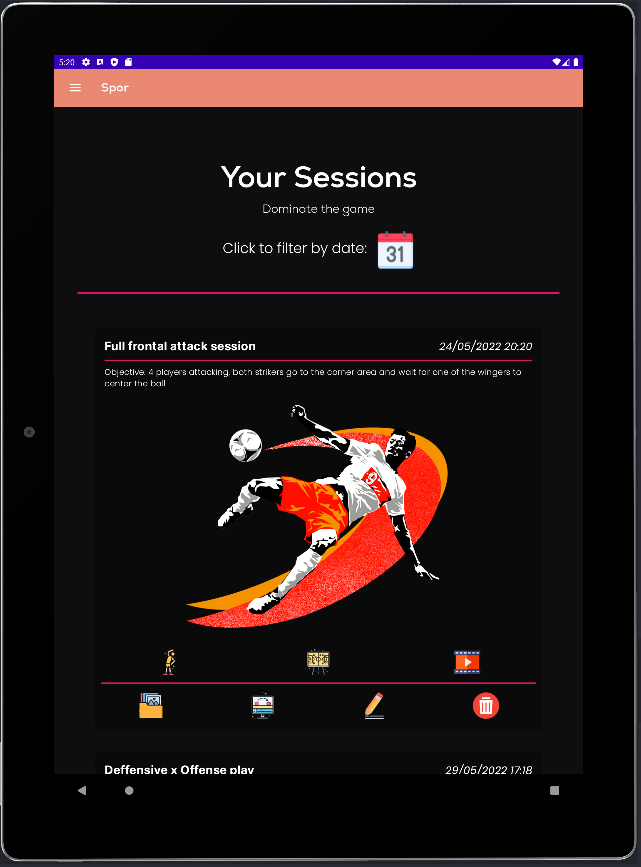 5:20
Spor
Your Sessions
Dominate the game
Click to filter by date:
31
Full frontal attack session
24/05/2022 20:20
Objective: 4 players attacking, both strikers go to the corner area and wait for one of the wingers to
center the ball
9
Deffensive x Offense play
29/05/2022 17:18